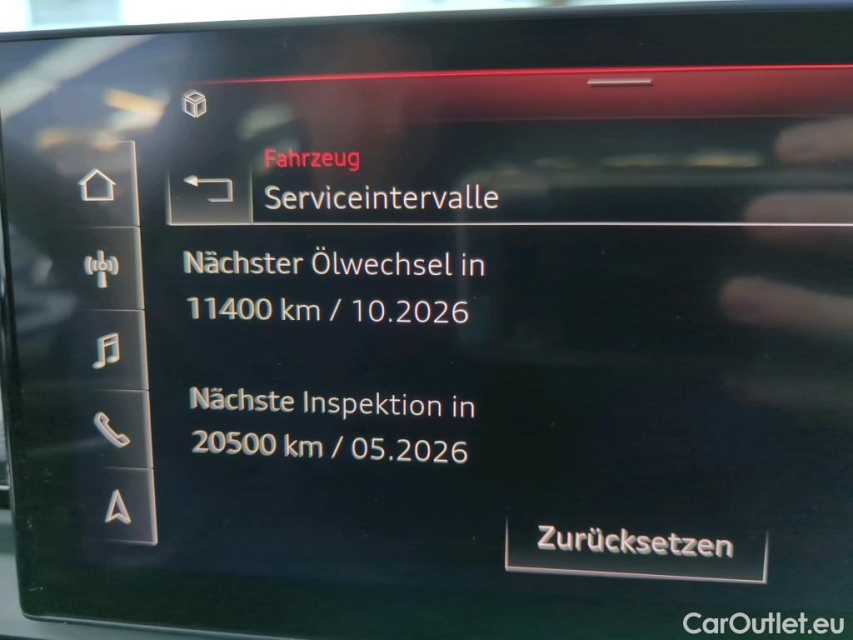 Fahrzeug
Serviceintervalle
Nächster Ölwechsel in
11400 km / 10.2026
Nächste Inspektion in
20500 km / 05.2026
Zurücksetzen
CarOutlet.eu